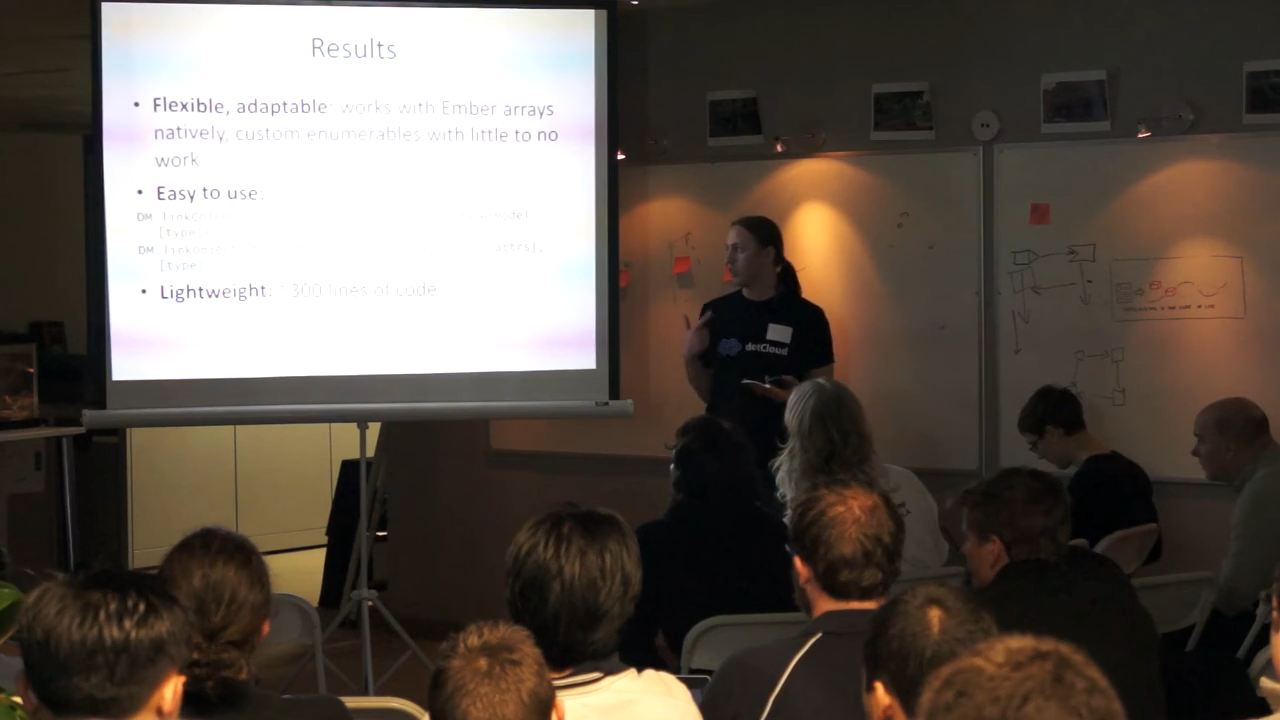 Results
• Flexible, adaptable: works with Ember arrays
natively, custom enumerables with little to no
work
• Easy to use:
DM
[type]
DM attrs],
[type]
• Lightweight: 300 lines of code
dotCloud